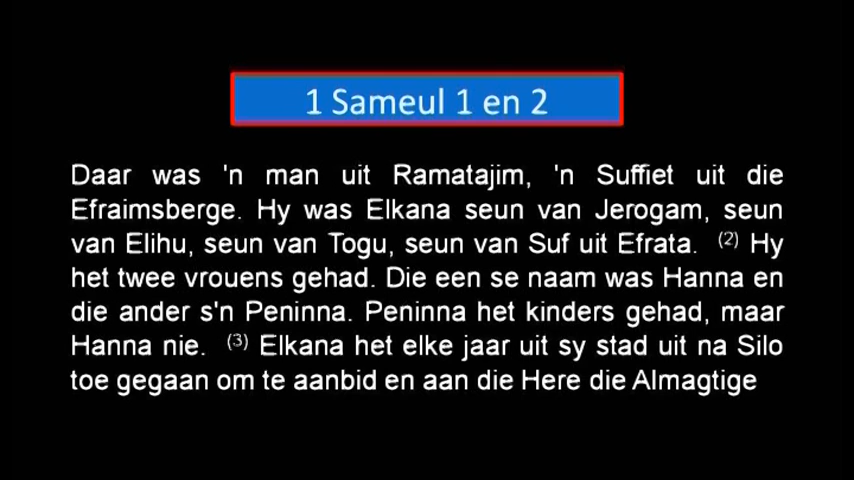 1 Sameul 1 en 2
Daar was 'n man uit Ramatajim, 'n Suffiet uit die
Efraimsberge. Hy was Elkana seun van Jerogam, seun
van Elihu, seun van Togu, seun van Suf uit Efrata. (2) Hy
het twee vrouens gehad. Die een se naam was Hanna en
die ander s'n Peninna. Peninna het kinders gehad, maar
Hanna nie. (3) Elkana het elke jaar uit sy stad uit na Silo
toe gegaan om te aanbid en aan die Here die Almagtige